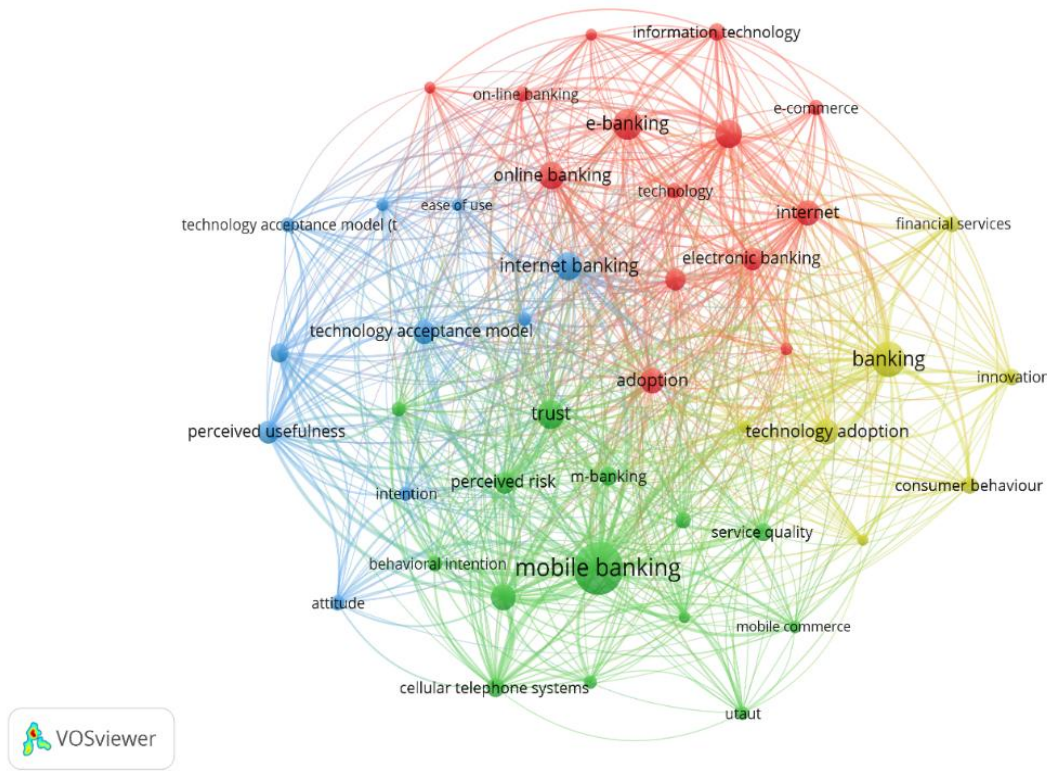 information technology
on-line banking
e-commerce
e-banking
online banking
technology
internet
technology acceptance model (t
ease of use
financial services
internet banking
electronic banking
technology acceptance model
banking
innovation
adoption
trust
perceived usefulness
technology adoption
perceived risk
m-banking
consumer behaviour
intention
service quality
behavioral intention
mobile banking
attitude
mobile commerce
cellular telephone systems
utaut
VOSviewer